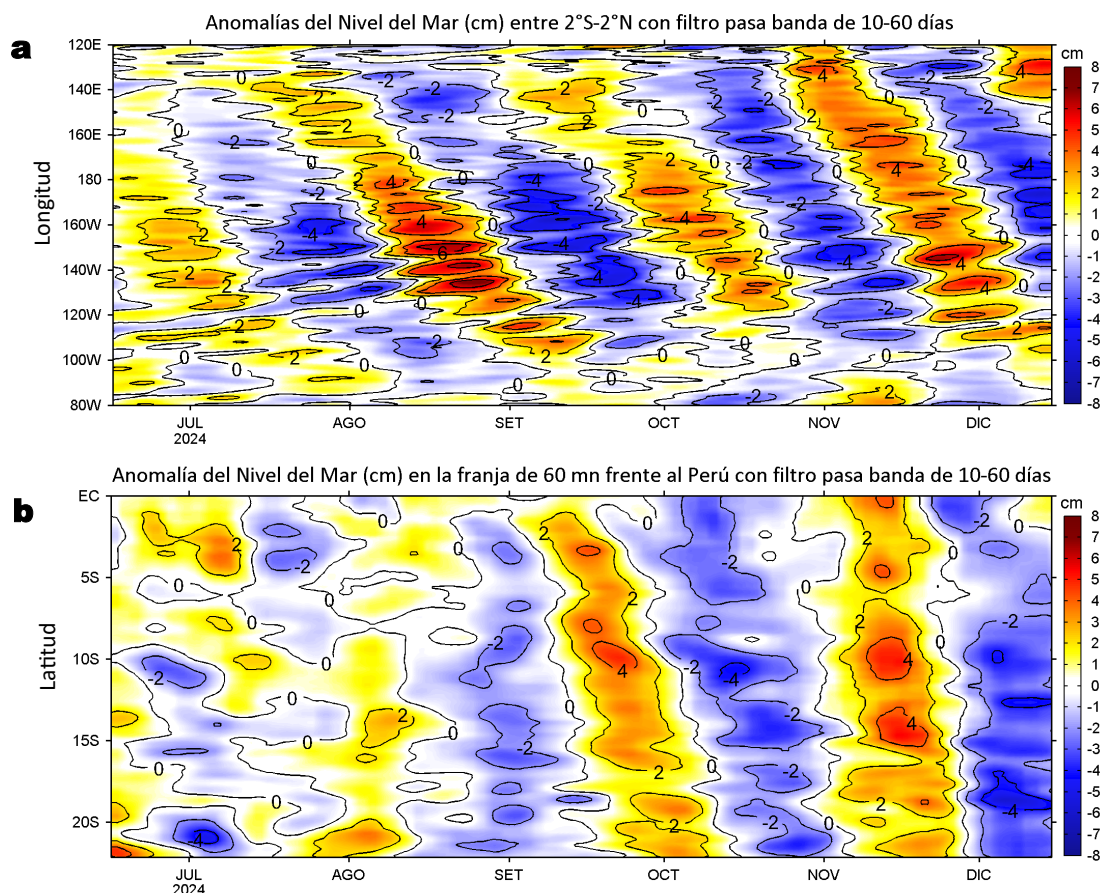 Anomalías del Nivel del Mar (cm) entre 2°S-2°N con filtro pasa banda de 10-60 días
a
Longitud
120E
140E
160E
180
160W
140W
120W
100W
80W
JUL
2024
AGO
SET
OCT
NOV
DIC
cm
8
7
6
5
4
3
2
1
0
-1
-2
-3
-4
-5
-6
-7
-8
Anomalía del Nivel del Mar (cm) en la franja de 60 mn frente al Perú con filtro pasa banda de 10-60 días
b
Latitud
EC
5S
10S
15S
20S
JUL
2024
AGO
SET
OCT
NOV
DIC
cm
8
7
6
5
4
3
2
1
0
-1
-2
-3
-4
-5
-6
-7
-8